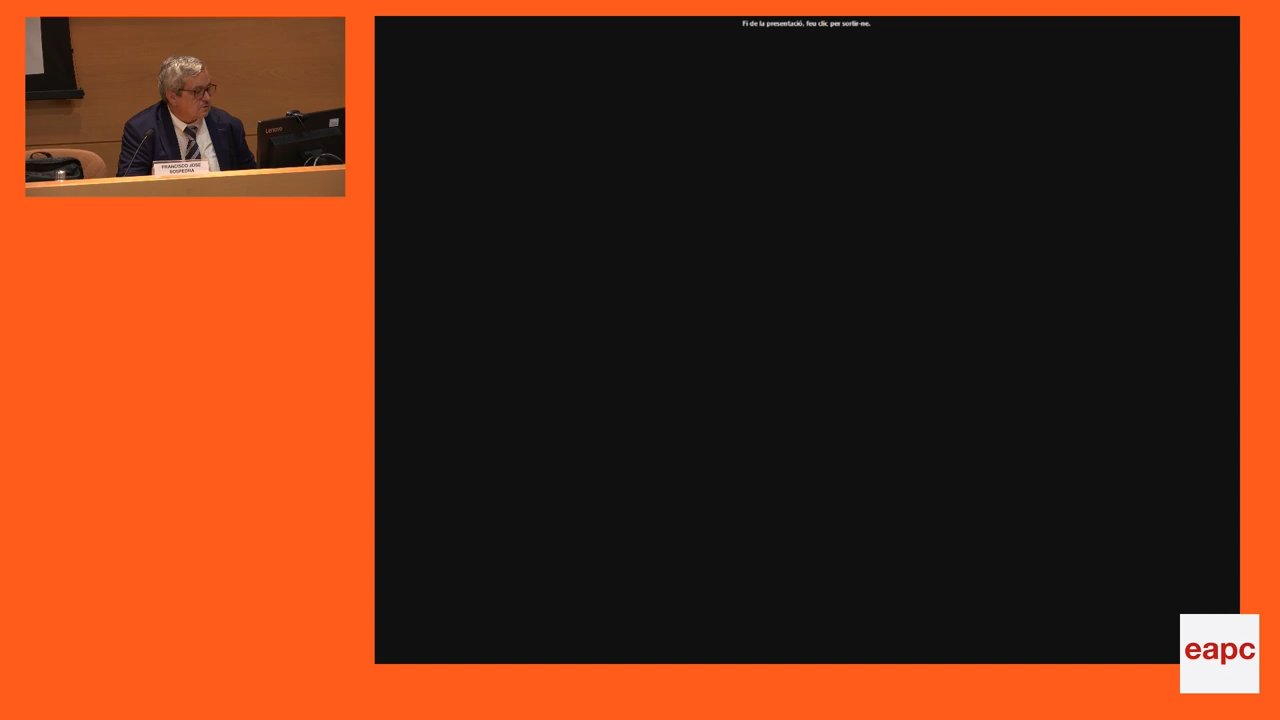 Fi de la presentació. feu clic per sortir-ne.
Lenovo
FRANCISCO JOSÉ
SOSPEDRA
eapc